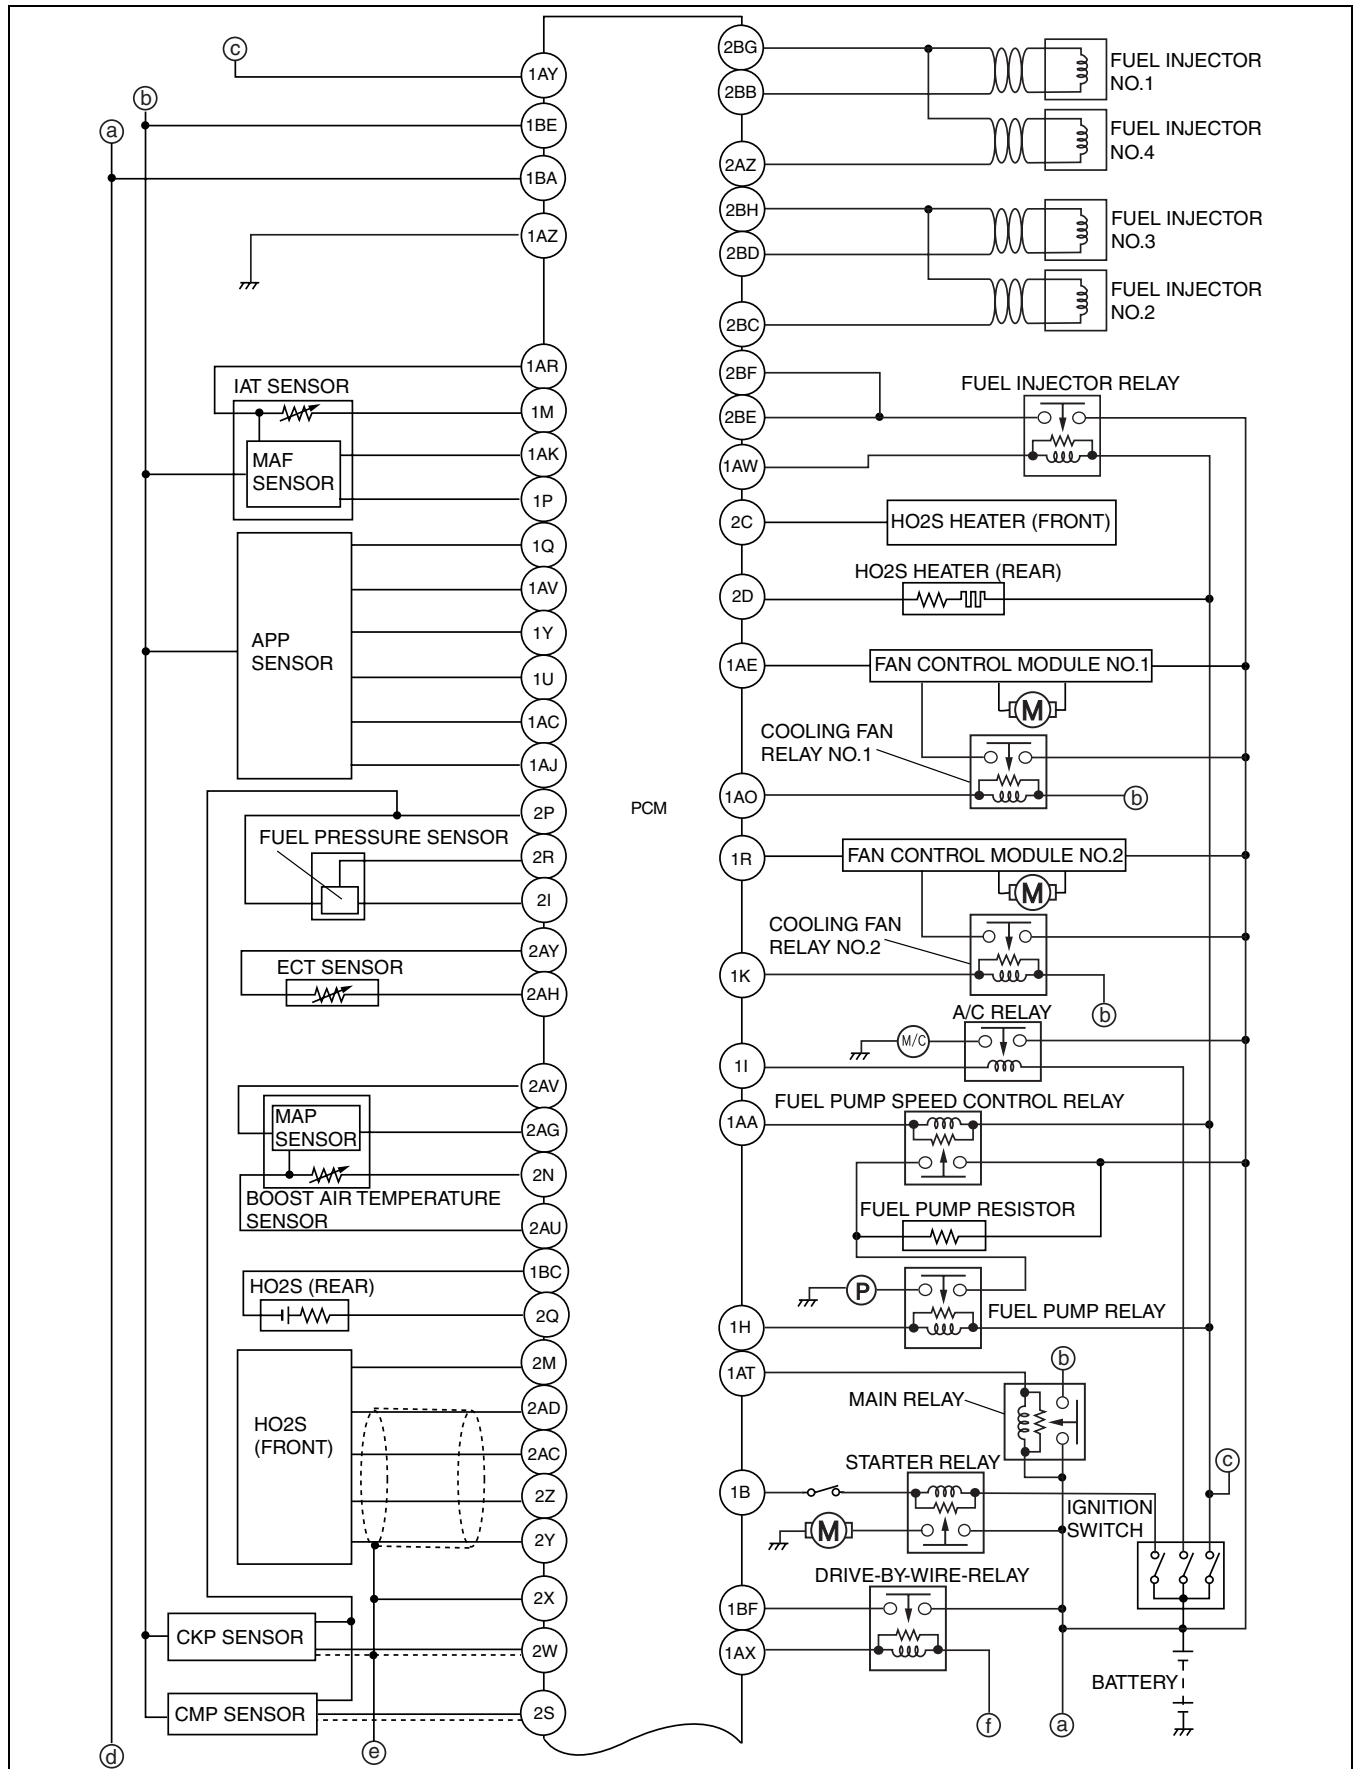 c
b
a
1AY
1BE
1BA
1AZ
1AR
IAT SENSOR
1M
MAF
SENSOR
1AK
1P
APP
SENSOR
1Q
1AV
1Y
1U
1AC
1AJ
2P
FUEL PRESSURE SENSOR
2R
2I
2AY
ECT SENSOR
2AH
2AV
MAP
SENSOR
2AG
2N
BOOST AIR TEMPERATURE
SENSOR
2AU
1BC
HO2S (REAR)
2Q
HO2S
(FRONT)
2M
2AD
2AC
2Z
2Y
2X
CKP SENSOR
2W
CMP SENSOR
2S
d
e
PCM
2BG
FUEL INJECTOR
NO.1
2BB
FUEL INJECTOR
NO.4
2AZ
2BH
FUEL INJECTOR
NO.3
2BD
FUEL INJECTOR
NO.2
2BC
2BF
FUEL INJECTOR RELAY
2BE
1AW
2C
HO2S HEATER (FRONT)
HO2S HEATER (REAR)
2D
1AE
FAN CONTROL MODULE NO.1
M
COOLING FAN
RELAY NO.1
1AO
b
1R
FAN CONTROL MODULE NO.2
M
COOLING FAN
RELAY NO.2
1K
b
A/C RELAY
M/C
1I
FUEL PUMP SPEED CONTROL RELAY
1AA
FUEL PUMP RESISTOR
P
FUEL PUMP RELAY
1H
1AT
b
MAIN RELAY
c
STARTER RELAY
1B
IGNITION
SWITCH
M
DRIVE-BY-WIRE-RELAY
1BF
1AX
BATTERY
f
a